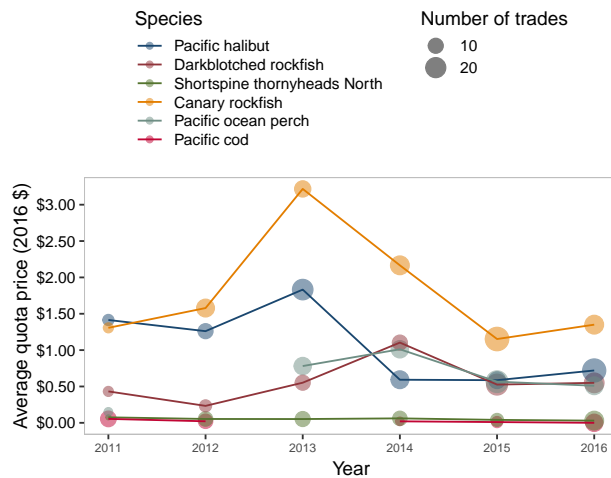 Species
Pacific halibut
Darkblotched rockfish
Shortspine thornyheads North
Canary rockfish
Pacific ocean perch
Pacific cod
Number of trades
10
20
Average quota price (2016 $)
$3.00
$2.50
$2.00
$1.50
$1.00
$0.50
$0.00
2011 2012 2013 2014 2015 2016
Year